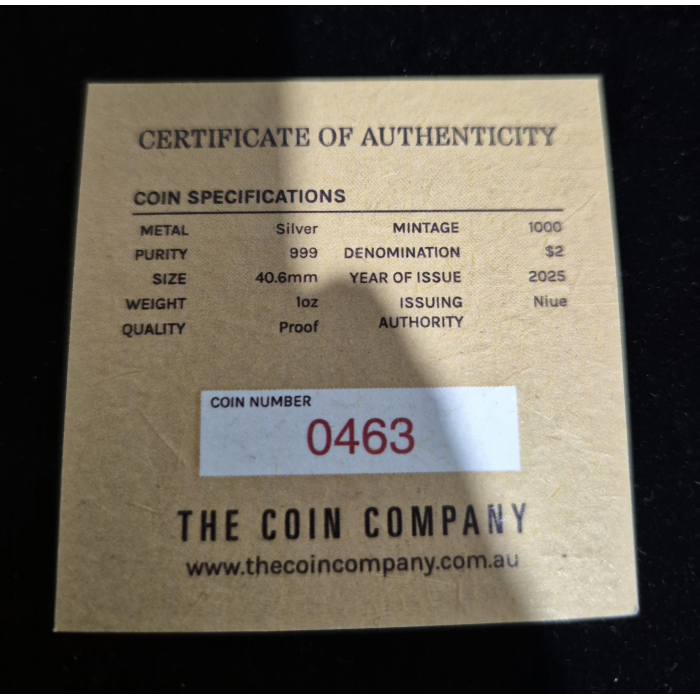 CERTIFICATE OF AUTHENTICITY
COIN SPECIFICATIONS
METAL Silver MINTAGE 1000
PURITY 999 DENOMINATION $2
SIZE 40.6mm YEAR OF ISSUE 2025
WEIGHT 1oz ISSUING Niue
QUALITY Proof AUTHORITY
COIN NUMBER
0463
THE COIN COMPANY
www.thecoincompany.com.au